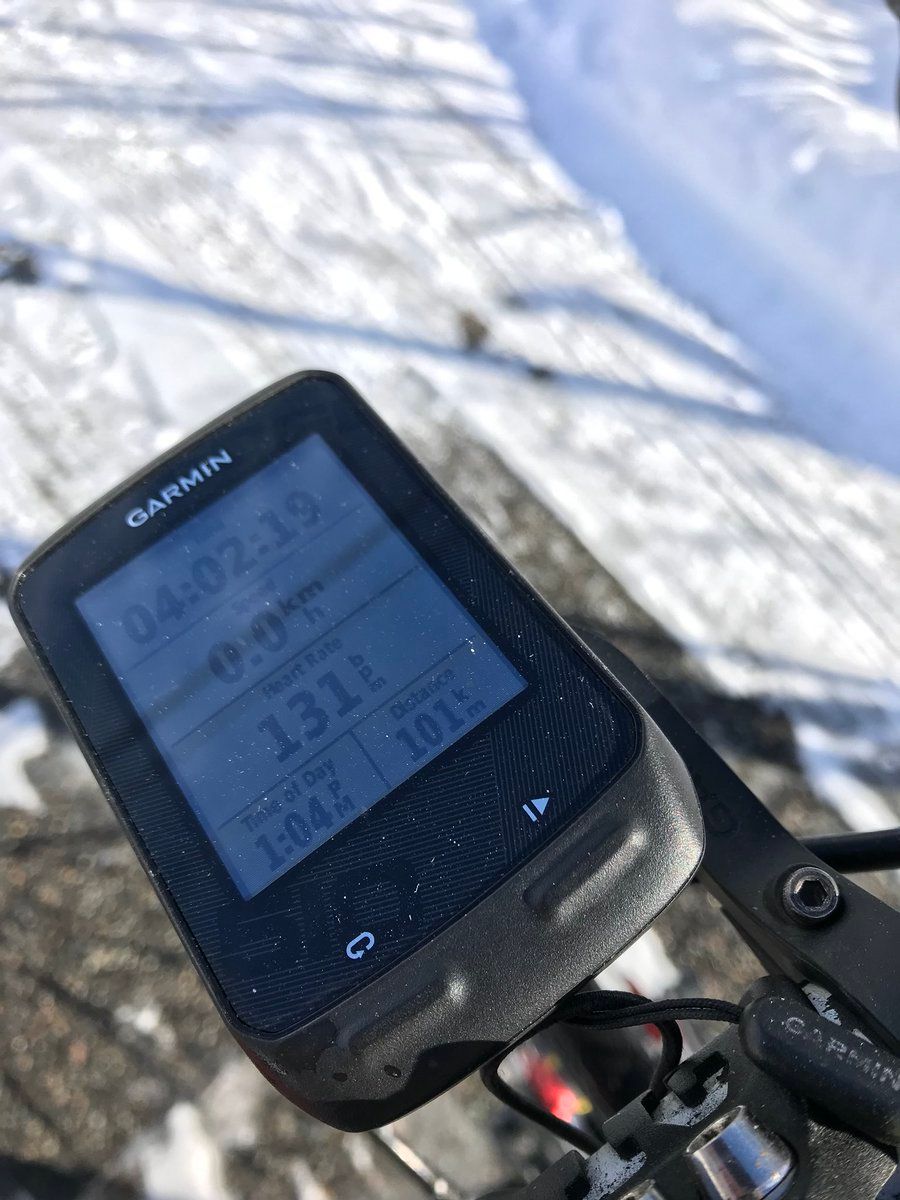 GARMIN
04:02:19
Speed
0.0 km h
Heart Rate
131 bpm
Distance
101 km
Time of Day
1:04 PM
GARMIN